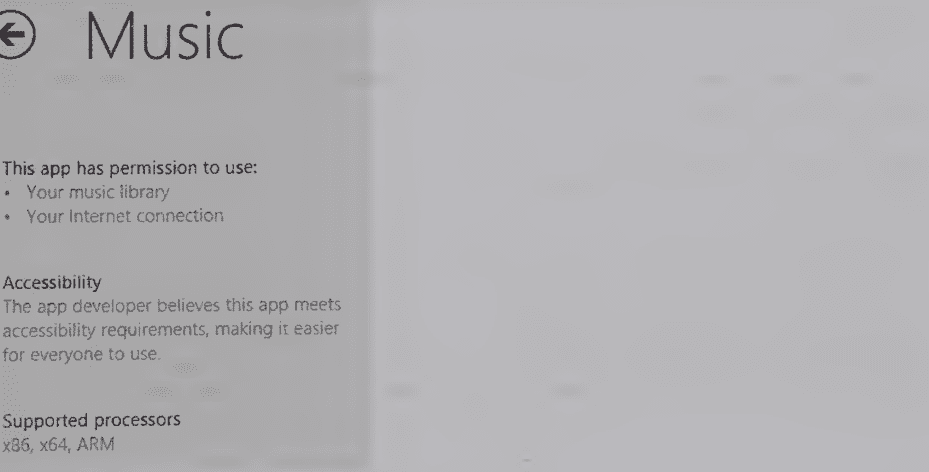 Music
This app has permission to use:
• Your music library
• Your Internet connection
Accessibility
The app developer believes this app meets
accessibility requirements, making it easier
for everyone to use.
Supported processors
x86, x64, ARM